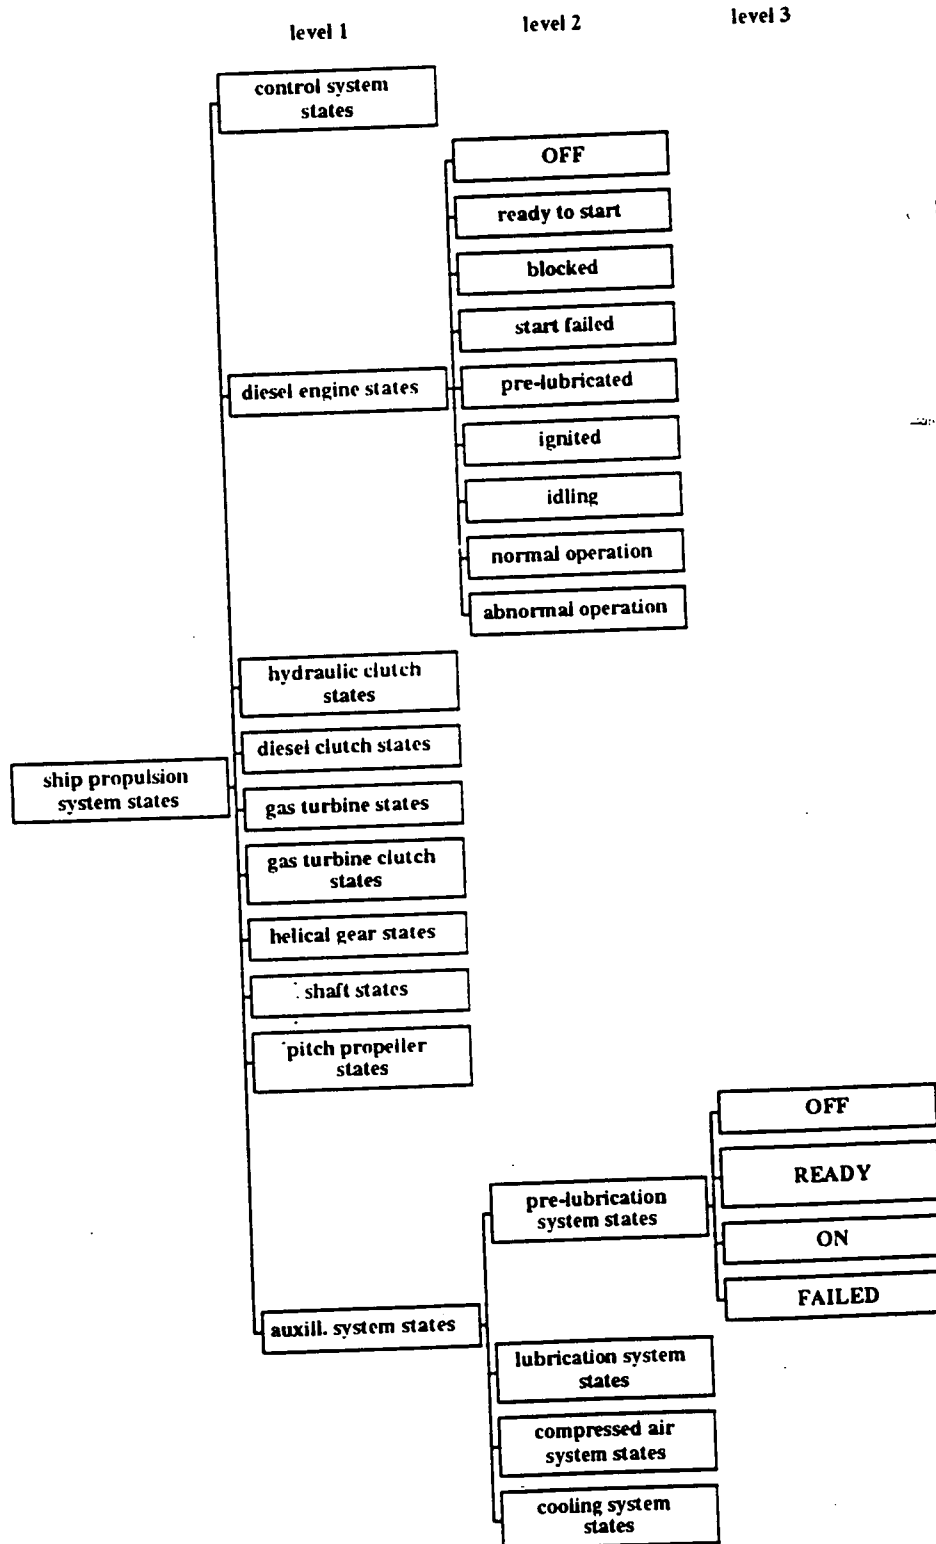 level 1
level 2
level 3
control system
states
OFF
ready to start
blocked
start failed
diesel engine states
pre-lubricated
ignited
idling
normal operation
abnormal operation
hydraulic clutch
states
diesel clutch states
ship propulsion
system states
gas turbine states
gas turbine clutch
states
helical gear states
shaft states
pitch propeller
states
OFF
READY
pre-lubrication
system states
ON
FAILED
auxill. system states
lubrication system
states
compressed air
system states
cooling system
states